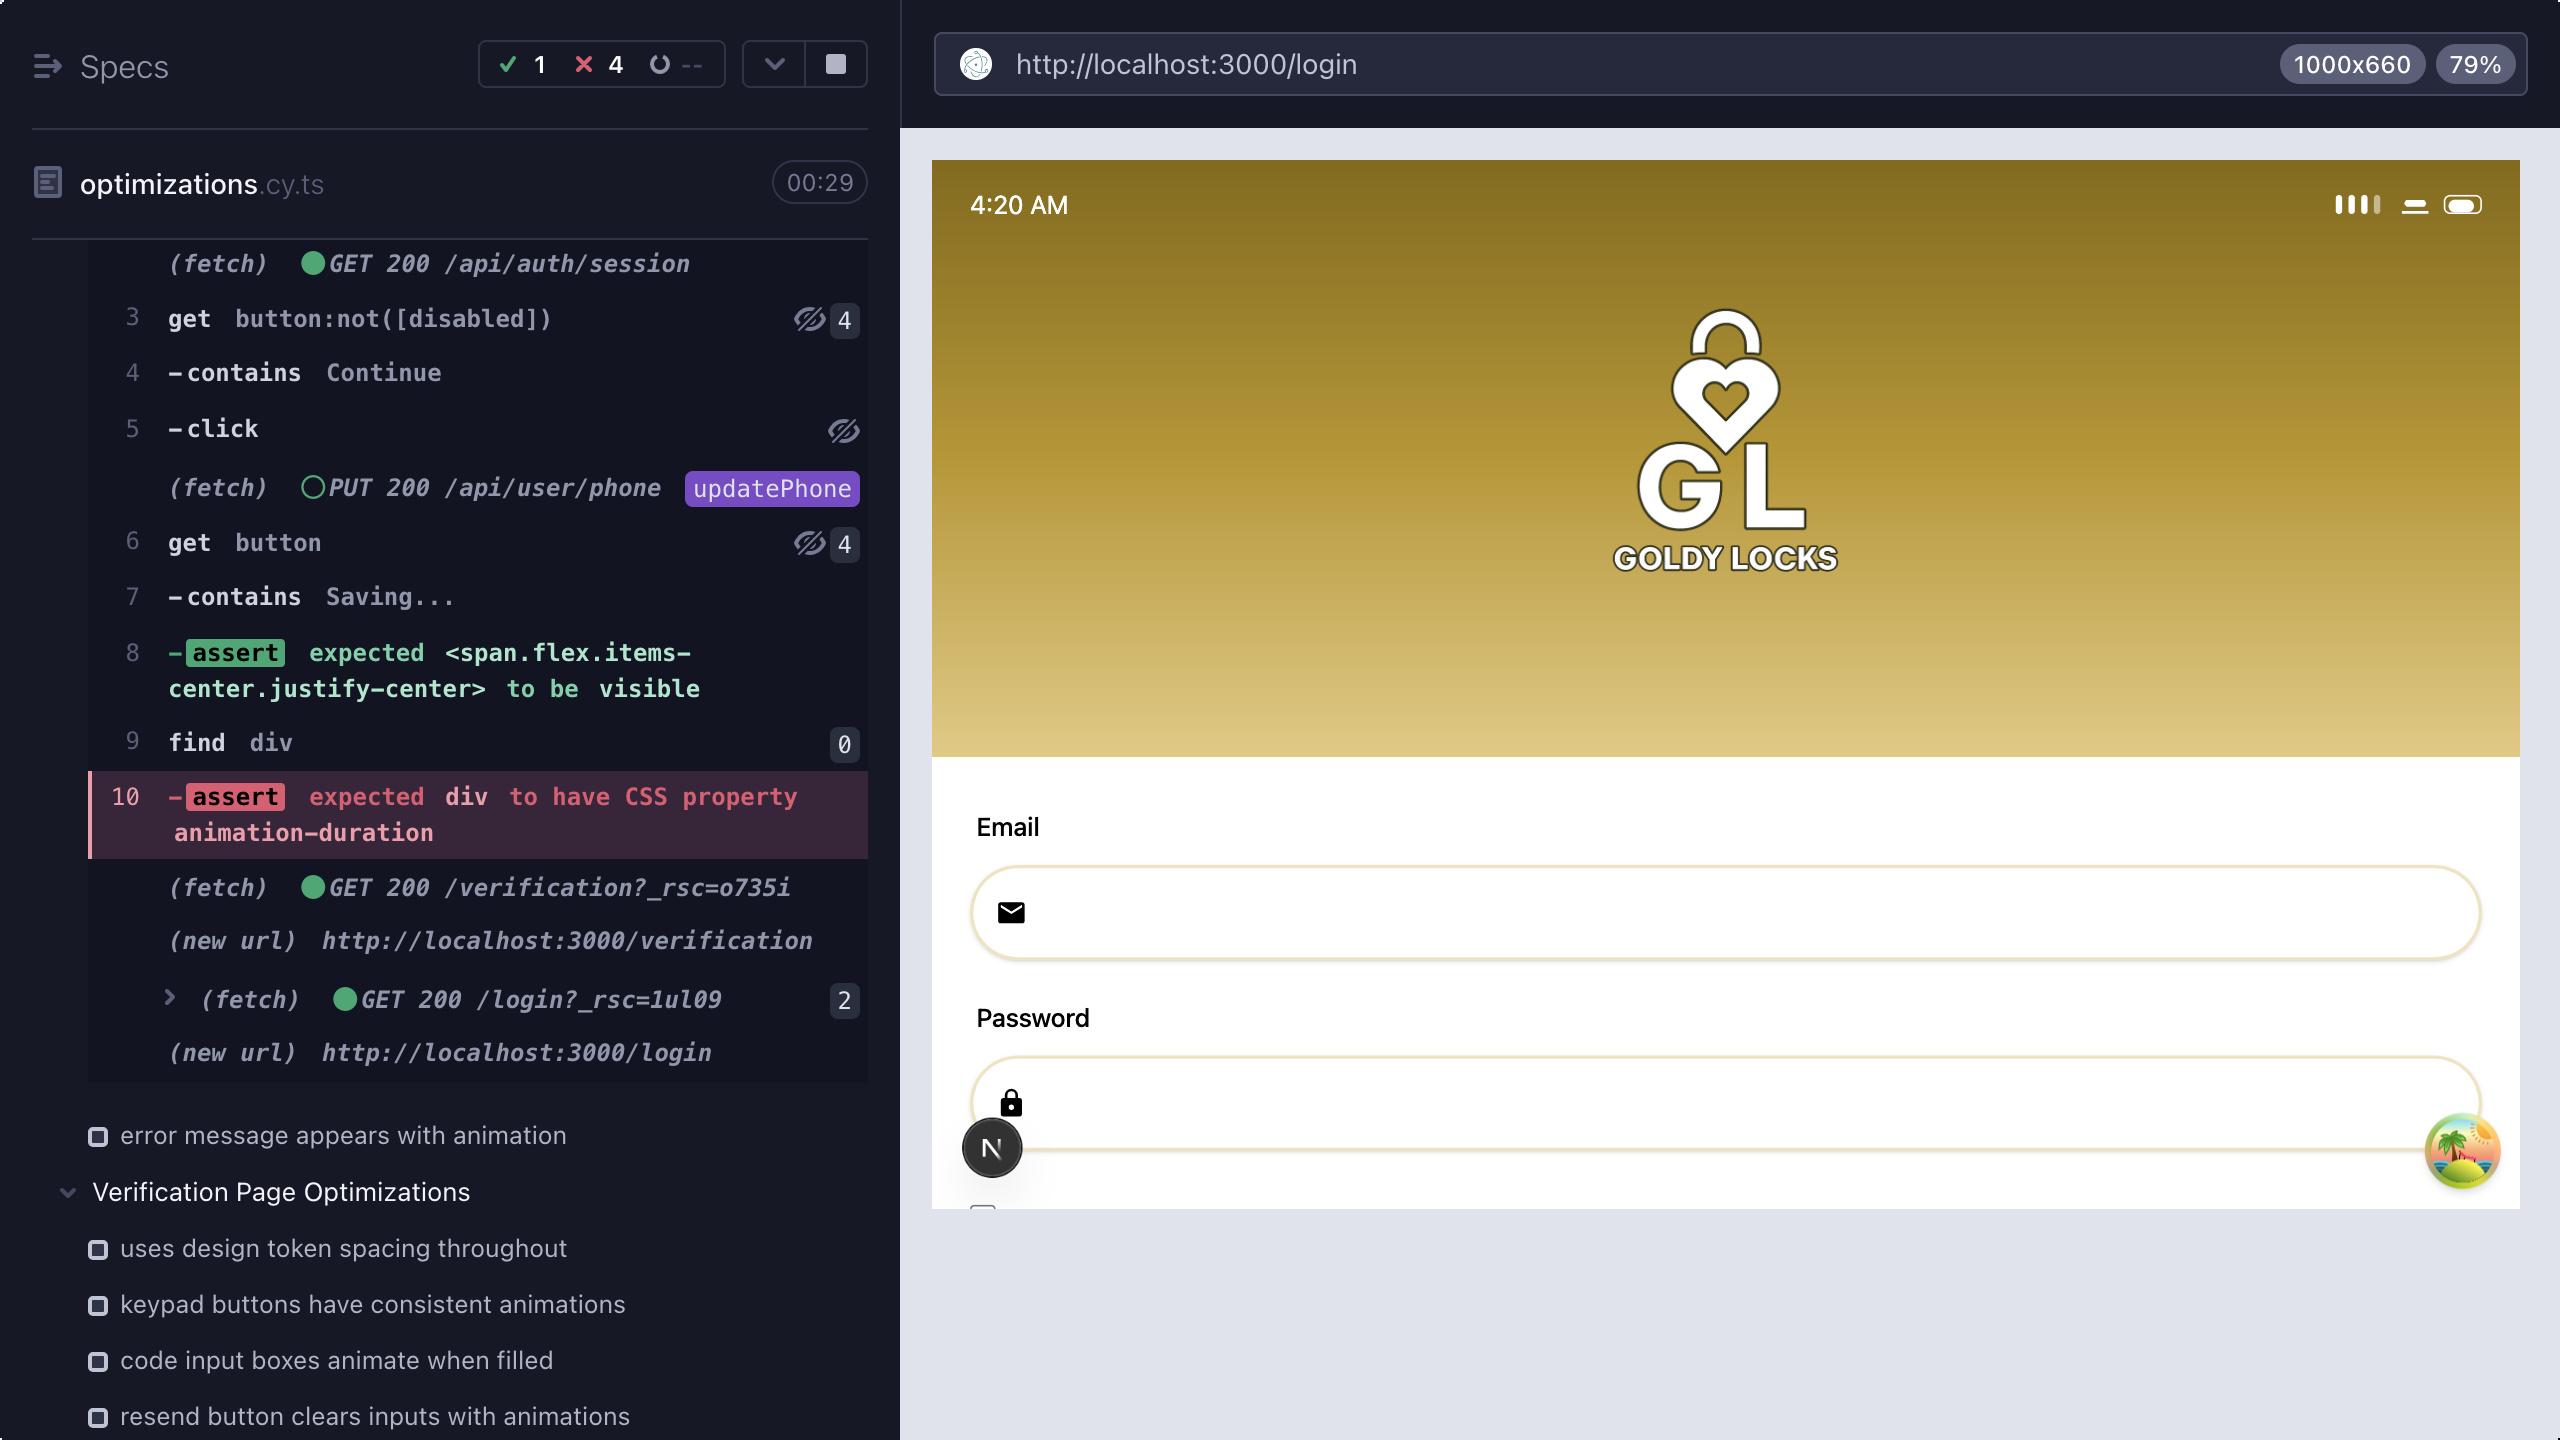 Specs
1 4 --
optimizations.cy.ts
00:29
(fetch) GET 200 /api/auth/session
3 get button:not([disabled]) 4
4 -contains Continue
5 -click
(fetch) PUT 200 /api/user/phone updatePhone
6 get button 4
7 -contains Saving...
8 -assert expected <span.flex.items-
center.justify-center> to be visible
9 find div 0
10 -assert expected div to have CSS property
animation-duration
(fetch) GET 200 /verification?_rsc=o735i
(new url) http://localhost:3000/verification
(fetch) GET 200 /login?_rsc=1ul09 2
(new url) http://localhost:3000/login
error message appears with animation
Verification Page Optimizations
uses design token spacing throughout
keypad buttons have consistent animations
code input boxes animate when filled
resend button clears inputs with animations
http://localhost:3000/login
1000x660
79%
4:20 AM
GL
GOLDY LOCKS
Email
Password
N